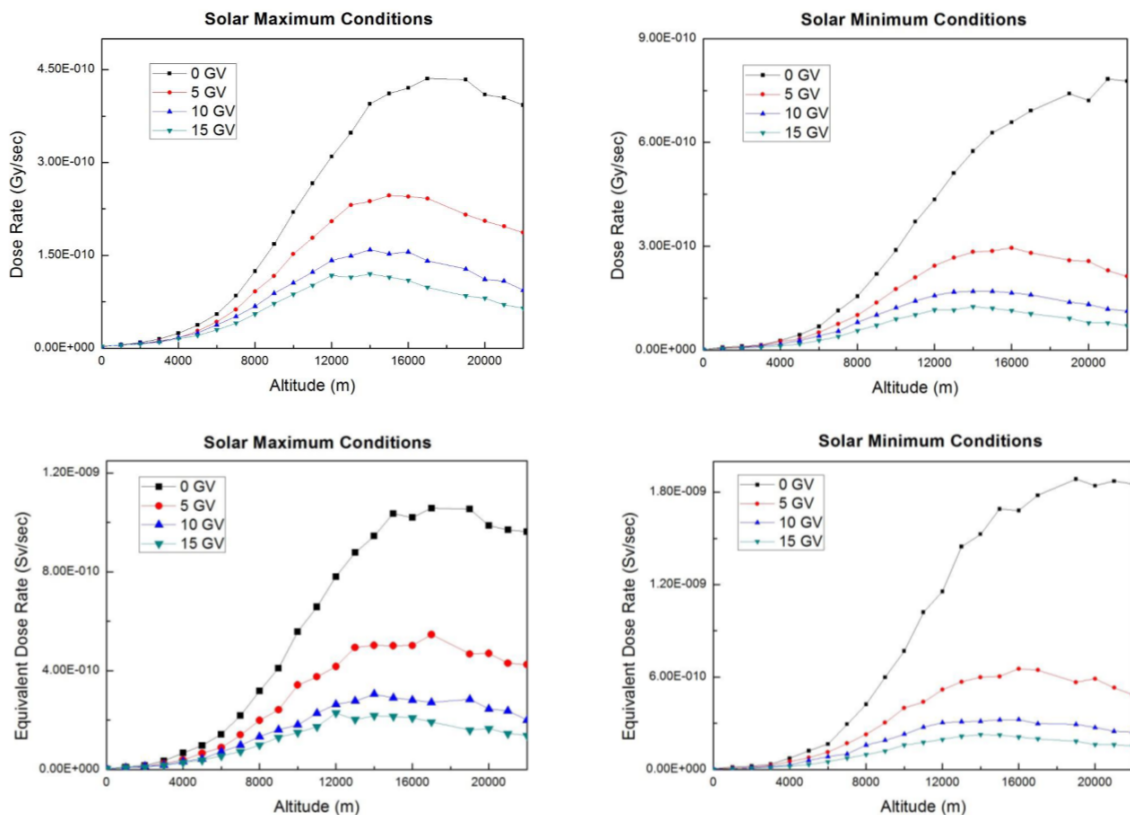 Solar Maximum Conditions
4.50E-010
3.00E-010
1.50E-010
0.00E+000
Dose Rate (Gy/sec)
0 GV
5 GV
10 GV
15 GV
4000 8000 12000 16000 20000
Altitude (m)
Solar Minimum Conditions
9.00E-010
6.00E-010
3.00E-010
0.00E+000
Dose Rate (Gy/sec)
0 GV
5 GV
10 GV
15 GV
4000 8000 12000 16000 20000
Altitude (m)
Solar Maximum Conditions
1.20E-009
8.00E-010
4.00E-010
0.00E+000
Equivalent Dose Rate (Sv/sec)
0 GV
5 GV
10 GV
15 GV
4000 8000 12000 16000 20000
Altitude (m)
Solar Minimum Conditions
1.80E-009
1.20E-009
6.00E-010
0.00E+000
Equivalent Dose Rate (Sv/sec)
0 GV
5 GV
10 GV
15 GV
4000 8000 12000 16000 20000
Altitude (m)